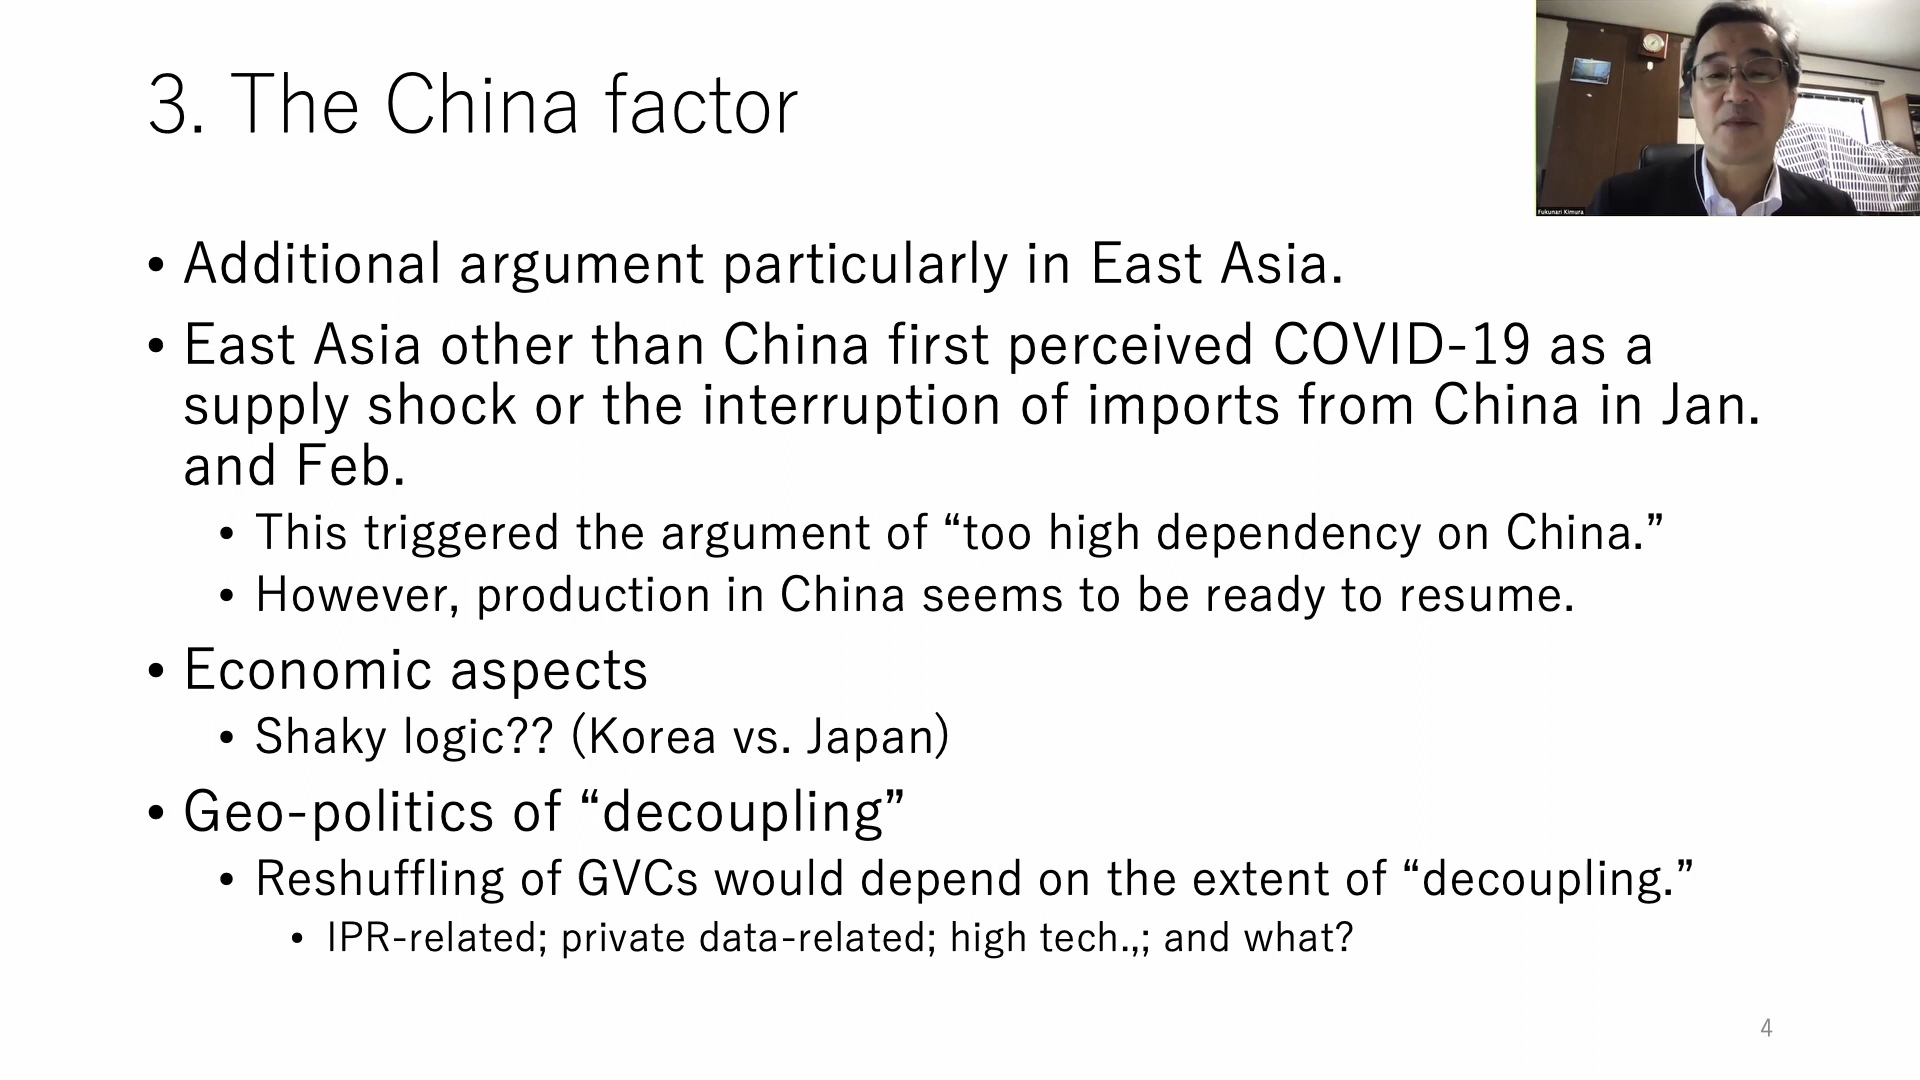 3. The China factor
Fukunari Kimura
• Additional argument particularly in East Asia.
• East Asia other than China first perceived COVID-19 as a
supply shock or the interruption of imports from China in Jan.
and Feb.
• This triggered the argument of “too high dependency on China.”
• However, production in China seems to be ready to resume.
• Economic aspects
• Shaky logic?? (Korea vs. Japan)
• Geo-politics of “decoupling”
• Reshuffling of GVCs would depend on the extent of “decoupling.”
• IPR-related; private data-related; high tech.,; and what?
4